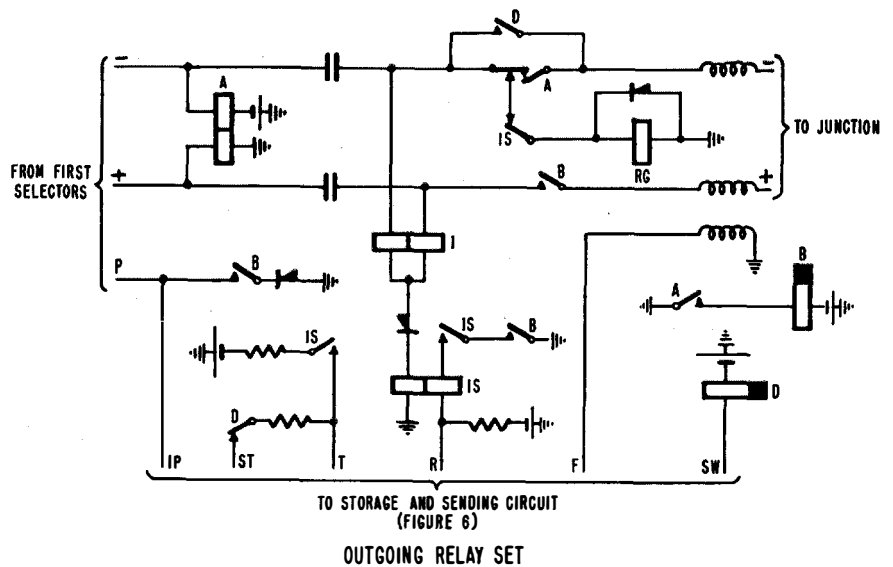 D
−
A
−
A
IS
RG
TO JUNCTION
FROM FIRST
SELECTORS
+
B
+
I
P
B
B
A
IS
IS
B
IS
D
D
IP
ST
T
R
F
SW
TO STORAGE AND SENDING CIRCUIT
(FIGURE 6)
OUTGOING RELAY SET